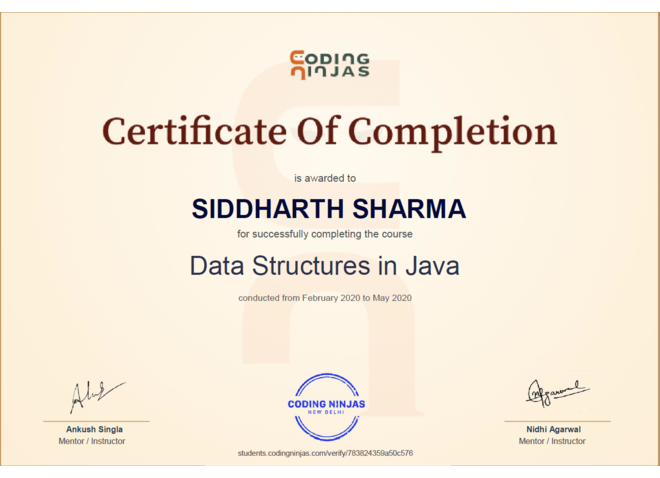 CODING
NINJAS
Certificate Of Completion
is awarded to
SIDDHARTH SHARMA
for successfully completing the course
Data Structures in Java
conducted from February 2020 to May 2020
CODING NINJAS
NEW DELHI
Ankush Singla
Mentor / Instructor
Nidhi Agarwal
Mentor / Instructor
students.codingninjas.com/verify/783824359a50c576